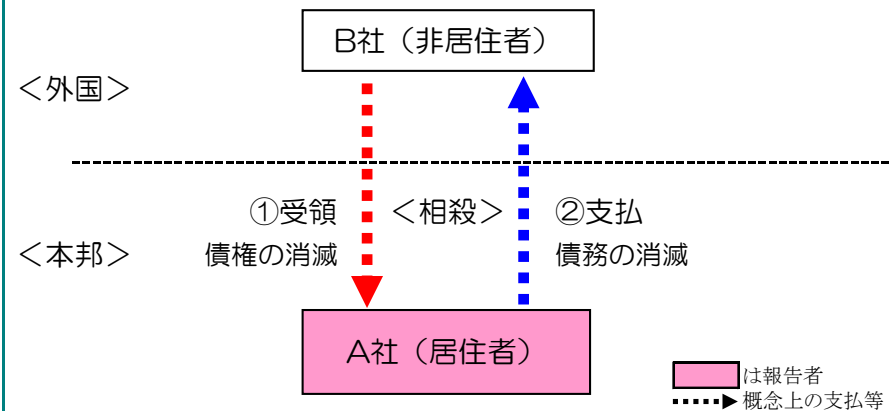 B社（非居住者）
＜外国＞
①受領 ＜相殺＞ ②支払
＜本邦＞ 債権の消滅 債務の消滅
A社（居住者）
は報告者
概念上の支払等